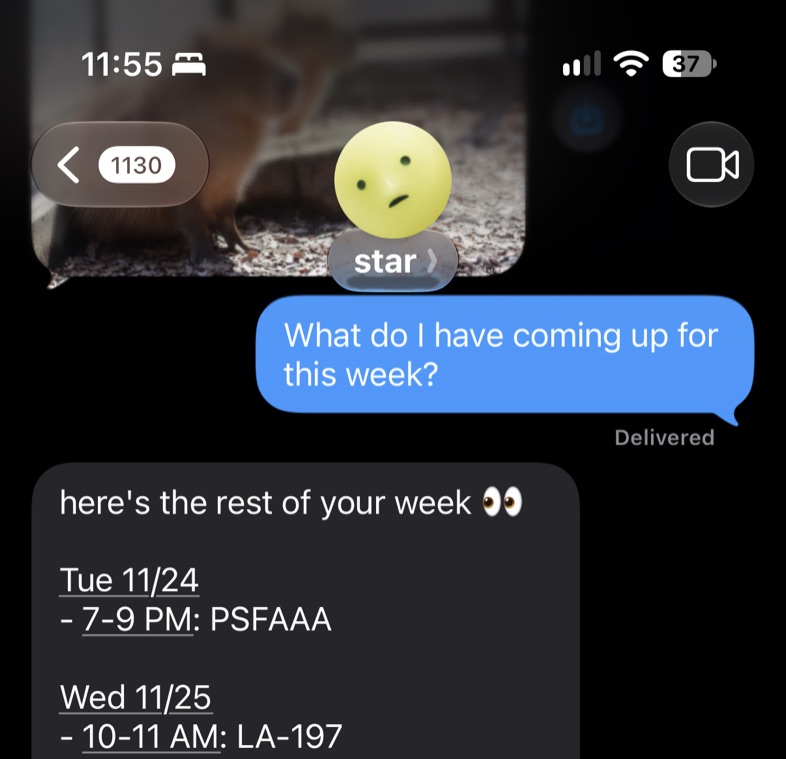 11:55
37
1130
star
What do I have coming up for
this week?
Delivered
here's the rest of your week 👀
Tue 11/24
- 7-9 PM: PSFAAA
Wed 11/25
- 10-11 AM: LA-197